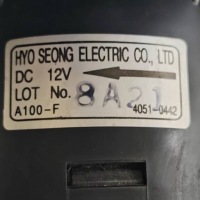 HYO SEONG ELECTRIC CO., LTD
DC 12V
LOT No. 8A21
A100-F 4051-0442